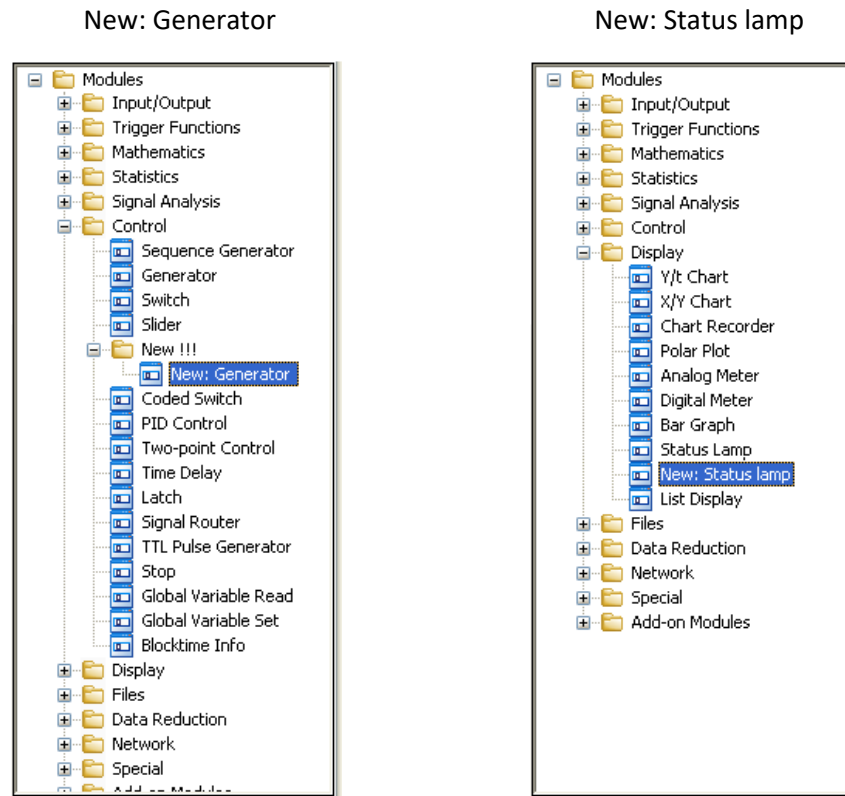 New: Generator
Modules
Input/Output
Trigger Functions
Mathematics
Statistics
Signal Analysis
Control
Sequence Generator
Generator
Switch
Slider
New !!!
New: Generator
Coded Switch
PID Control
Two-point Control
Time Delay
Latch
Signal Router
TTL Pulse Generator
Stop
Global Variable Read
Global Variable Set
Blocktime Info
Display
Files
Data Reduction
Network
Special
Add-on Modules
New: Status lamp
Modules
Input/Output
Trigger Functions
Mathematics
Statistics
Signal Analysis
Control
Display
Y/t Chart
X/Y Chart
Chart Recorder
Polar Plot
Analog Meter
Digital Meter
Bar Graph
Status Lamp
New: Status lamp
List Display
Files
Data Reduction
Network
Special
Add-on Modules